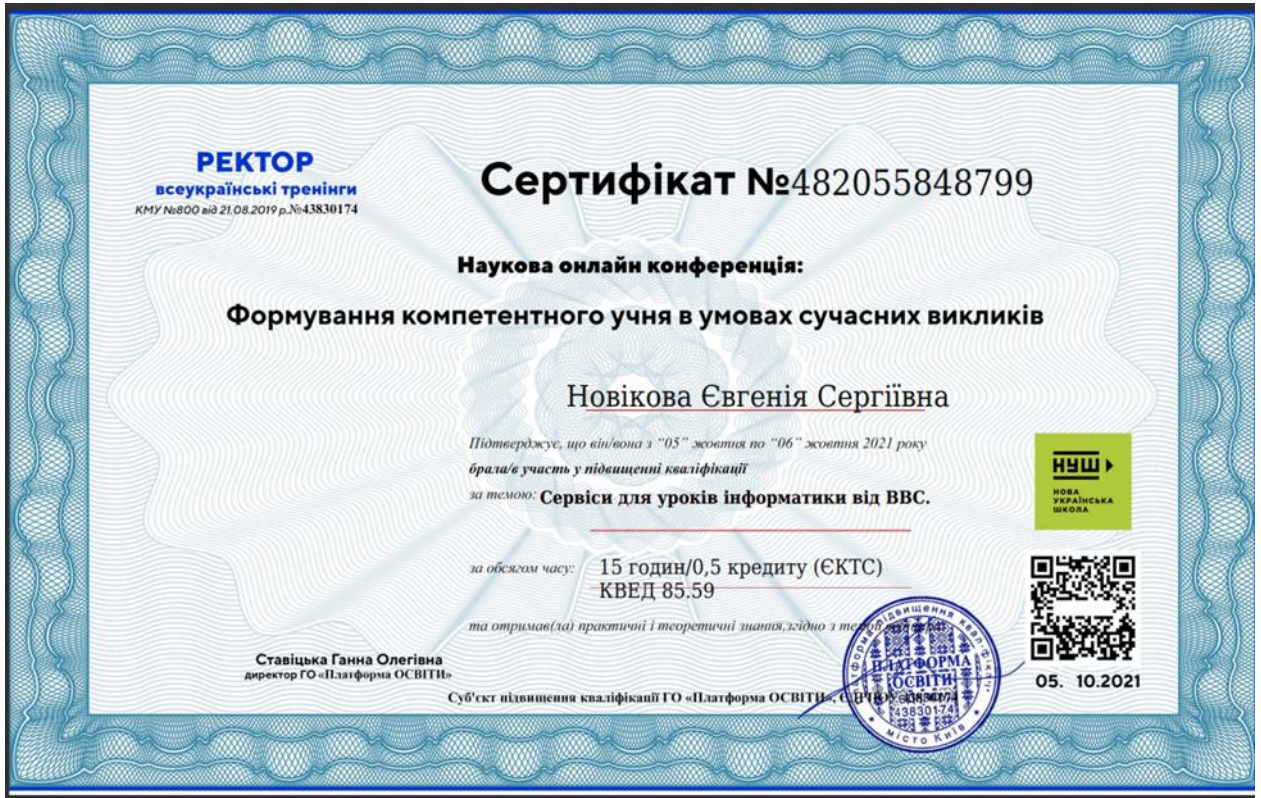 РЕКТОР
всеукраїнські тренінги
КМУ №800 від 21.08.2019 р.№43830174
Сертифікат №482055848799
Наукова онлайн конференція:
Формування компетентного учня в умовах сучасних викликів
Новікова Євгенія Сергіївна
Підтверджує, що він/вона з "05" жовтня по "06" жовтня 2021 року
брала/в участь у підвищенні кваліфікації
за темою: Сервіси для уроків інформатики від ВВС.
НУШ
НОВА
УКРАЇНСЬКА
ШКОЛА
за обсягом часу: 15 годин/0,5 кредиту (ЄКТС)
КВЕД 85.59
та отримав(ла) практичні і теоретичні знання, згідно з
Ставіцька Ганна Олегівна
директор ГО «Платформа ОСВІТИ»
Суб'єкт підвищення кваліфікації ГО «Платформа ОСВІТИ», 43830174
ПЛАТФОРМА
ОСВІТИ
43830174
місто Київ
05. 10.2021